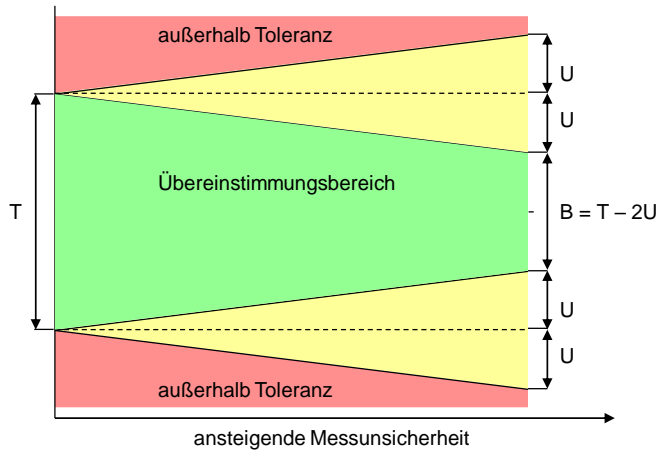 außerhalb Toleranz
U
U
Übereinstimmungsbereich
T
B = T – 2U
U
U
außerhalb Toleranz
ansteigende Messunsicherheit